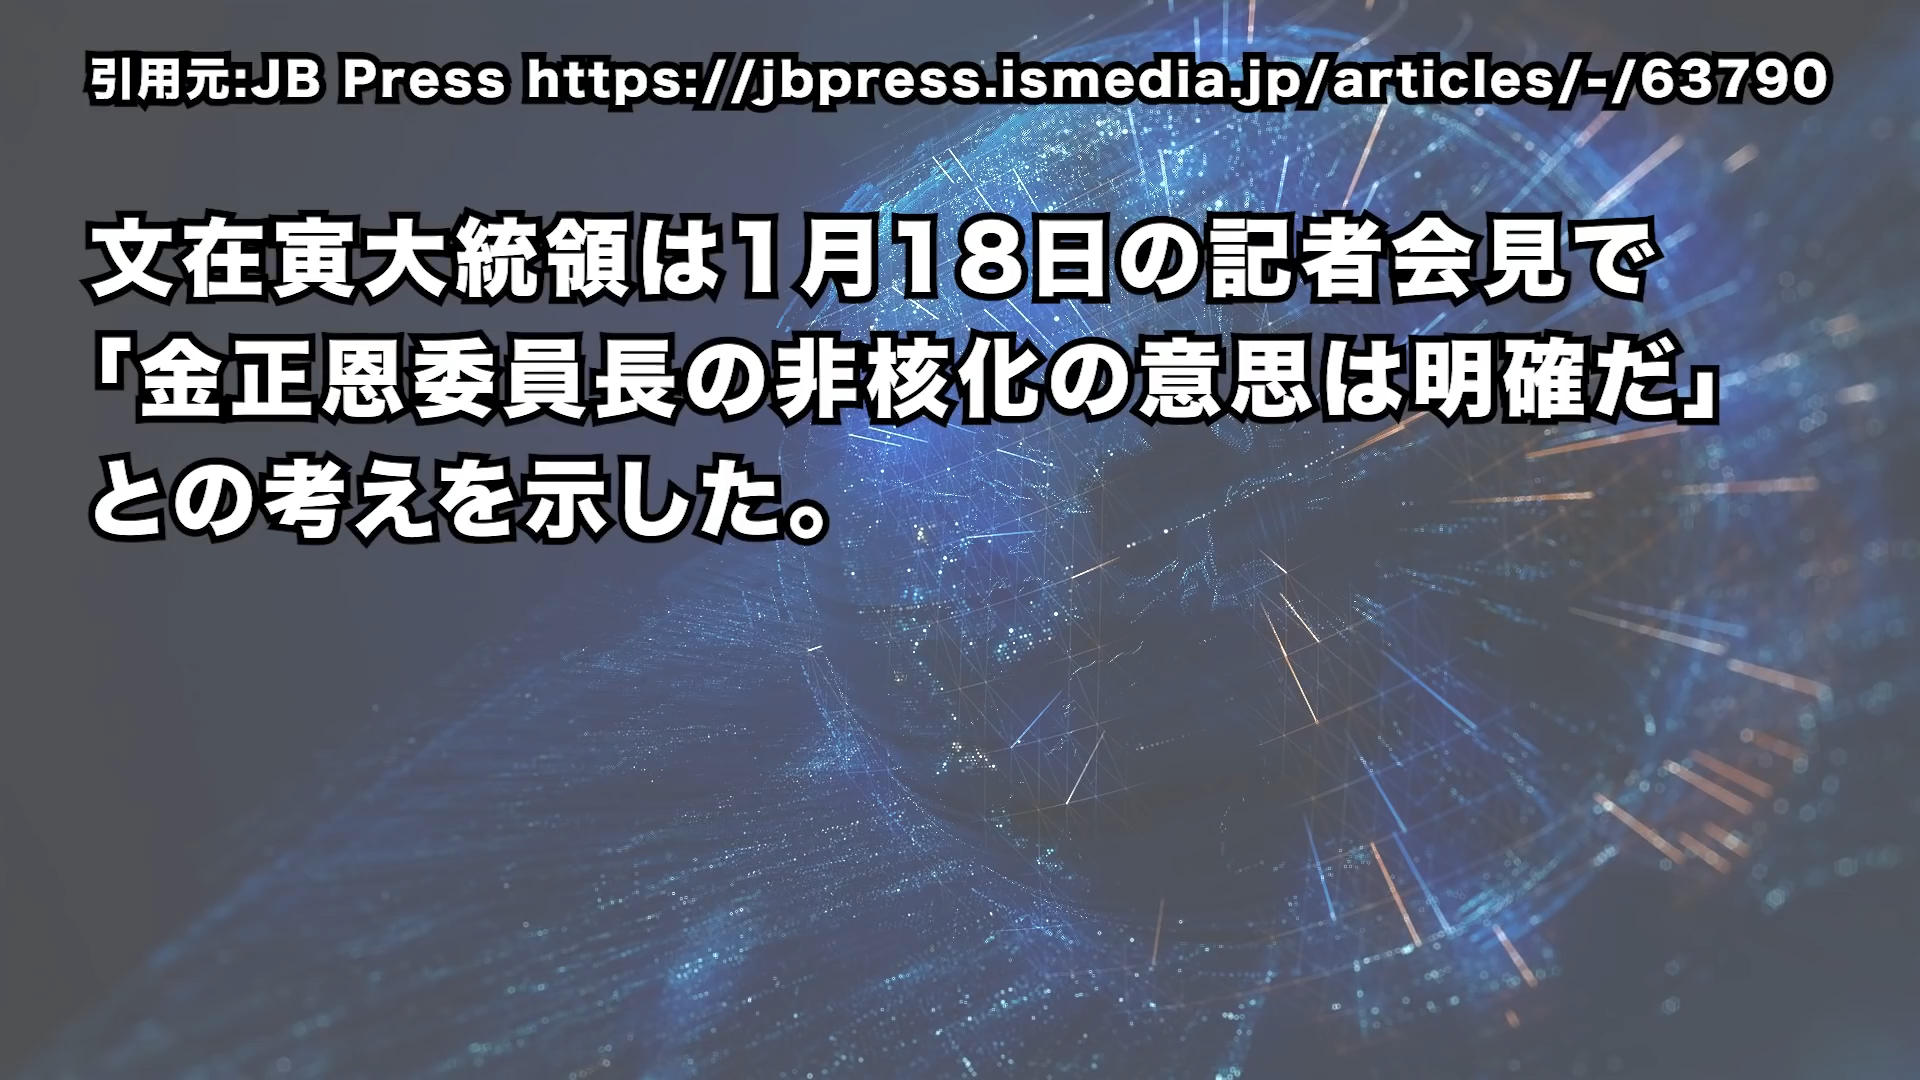 引用元:JB Press https://jbpress.ismedia.jp/articles/-/63790
文在寅大統領は1月18日の記者会見で
「金正恩委員長の非核化の意思は明確だ」
との考えを示した。